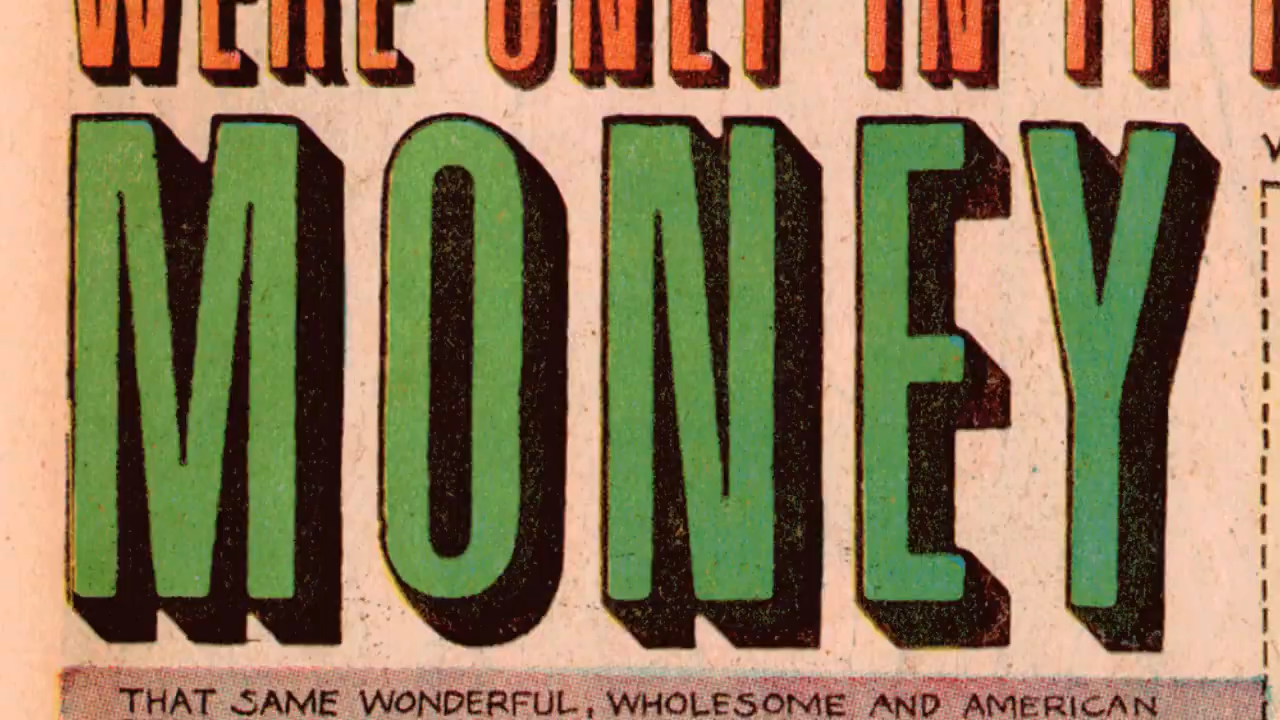 WERE ONLY IN IT
MONEY
THAT SAME WONDERFUL, WHOLESOME AND AMERICAN